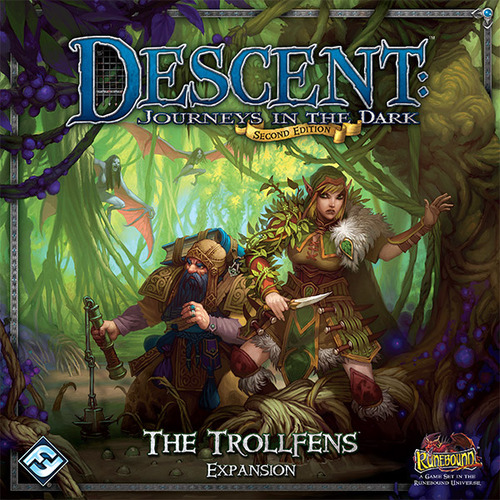 DESCENT:
JOURNEYS IN THE DARK
SECOND EDITION
THE TROLLFENS
EXPANSION
RUNEBOUND
A GAME SET IN THE
RUNEBOUND UNIVERSE.